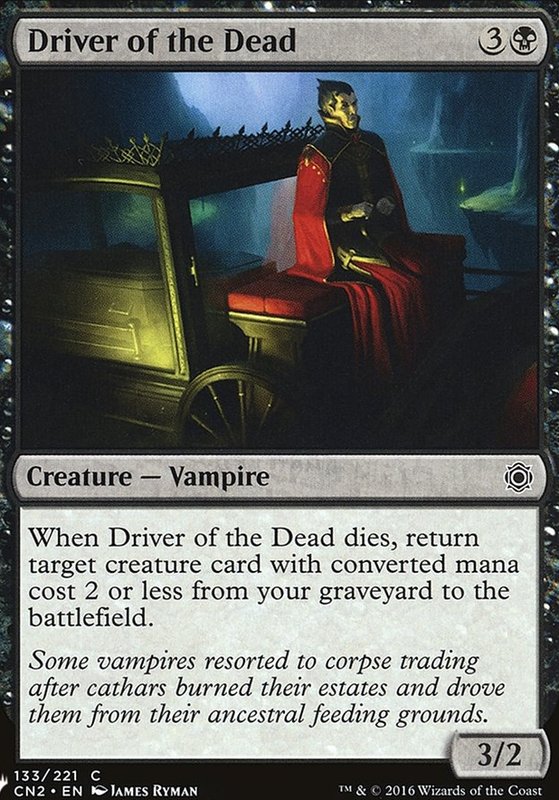 Driver of the Dead
3
Creature — Vampire
When Driver of the Dead dies, return
target creature card with converted mana
cost 2 or less from your graveyard to the
battlefield.
Some vampires resorted to corpse trading
after cathars burned their estates and drove
them from their ancestral feeding grounds.
3/2
133/221 C
CN2 • EN James Ryman
™ & © 2016 Wizards of the Coast